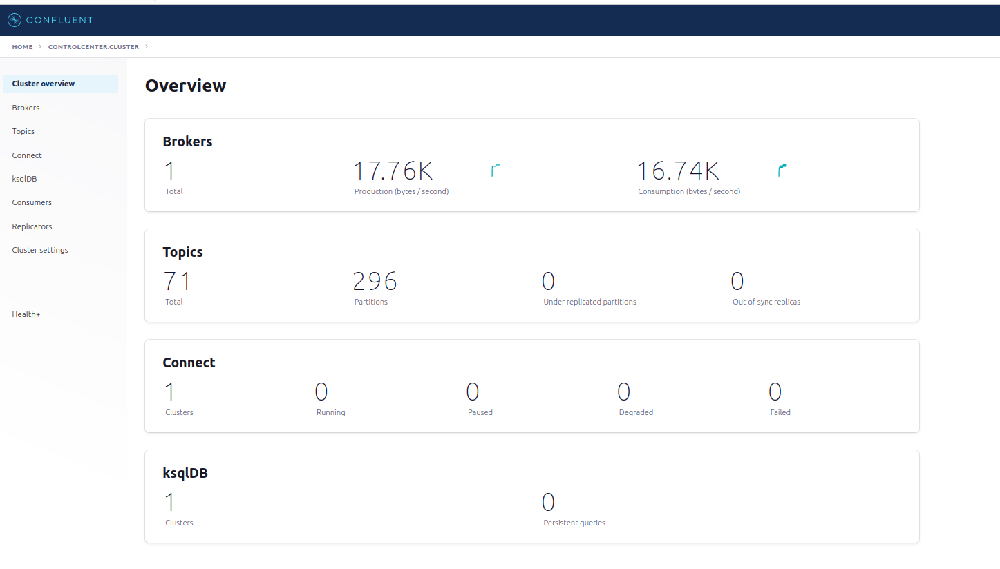 CONFLUENT
HOME > CONTROLCENTER.CLUSTER >
Cluster overview
Brokers
Topics
Connect
ksqlDB
Consumers
Replicators
Cluster settings
Health+
Overview
Brokers
1 17.76K 16.74K
Total Production (bytes / second) Consumption (bytes / second)
Topics
71 296 0 0
Total Partitions Under replicated partitions Out-of-sync replicas
Connect
1 0 0 0 0
Clusters Running Paused Degraded Failed
ksqlDB
1 0
Clusters Persistent queries